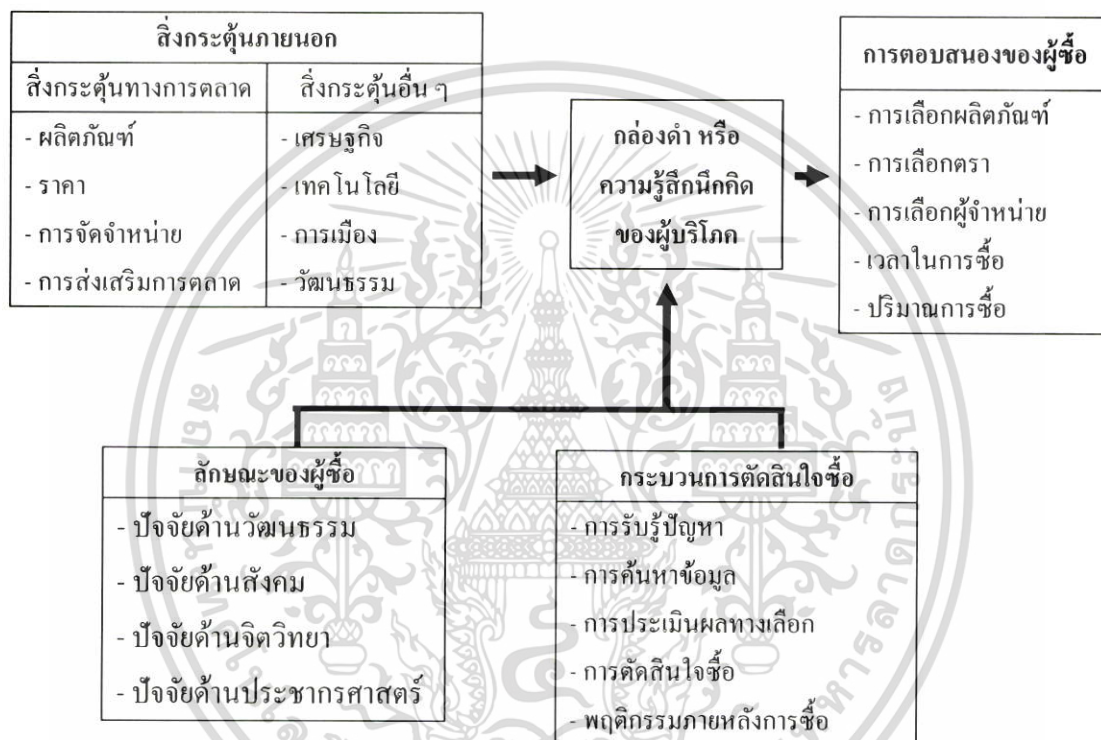 สิ่งกระตุ้นภายนอก
สิ่งกระตุ้นทางการตลาด
- ผลิตภัณฑ์
- ราคา
- การจัดจำหน่าย
- การส่งเสริมการตลาด
สิ่งกระตุ้นอื่น ๆ
- เศรษฐกิจ
- เทคโนโลยี
- การเมือง
- วัฒนธรรม
กล่องดำ หรือ
ความรู้สึกนึกคิด
ของผู้บริโภค
การตอบสนองของผู้ซื้อ
- การเลือกผลิตภัณฑ์
- การเลือกตรา
- การเลือกผู้จำหน่าย
- เวลาในการซื้อ
- ปริมาณการซื้อ
ลักษณะของผู้ซื้อ
- ปัจจัยด้านวัฒนธรรม
- ปัจจัยด้านสังคม
- ปัจจัยด้านจิตวิทยา
- ปัจจัยด้านประชากรศาสตร์
กระบวนการตัดสินใจซื้อ
- การรับรู้ปัญหา
- การค้นหาข้อมูล
- การประเมินผลทางเลือก
- การตัดสินใจซื้อ
- พฤติกรรมภายหลังการซื้อ